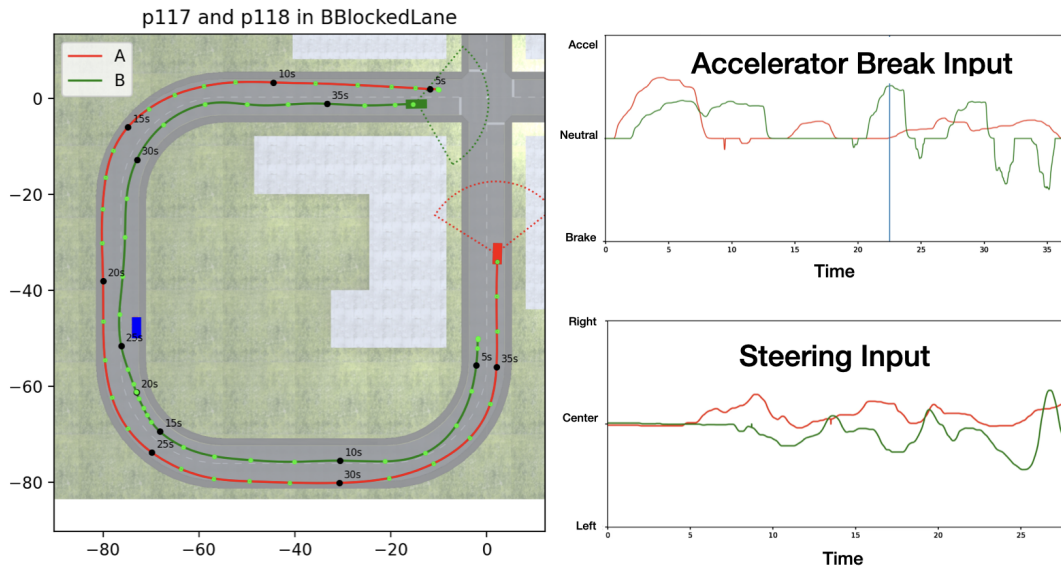 p117 and p118 in BBlockedLane
A
B
0
−20
−40
−60
−80
−80
−60
−40
−20
0
5s
10s
35s
15s
30s
20s
25s
20s
15s
25s
10s
30s
5s
35s
Accelerator Break Input
Accel
Neutral
Brake
0
5
10
15
20
25
30
35
Time
Steering Input
Right
Center
Left
0
5
10
15
20
25
Time